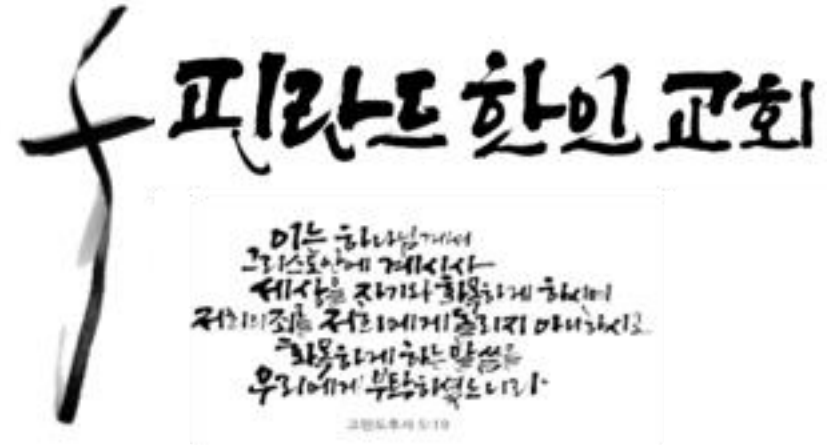 피란드 한인 교회
이는 하나님께서
그리스도안에 계시사
세상을 자기와 화목하게 하시며
저희의 죄를 저희에게 돌리지 아니하시고
화목하게 하는 말씀을
우리에게 부탁하셨느니라
고린도후서 5:19